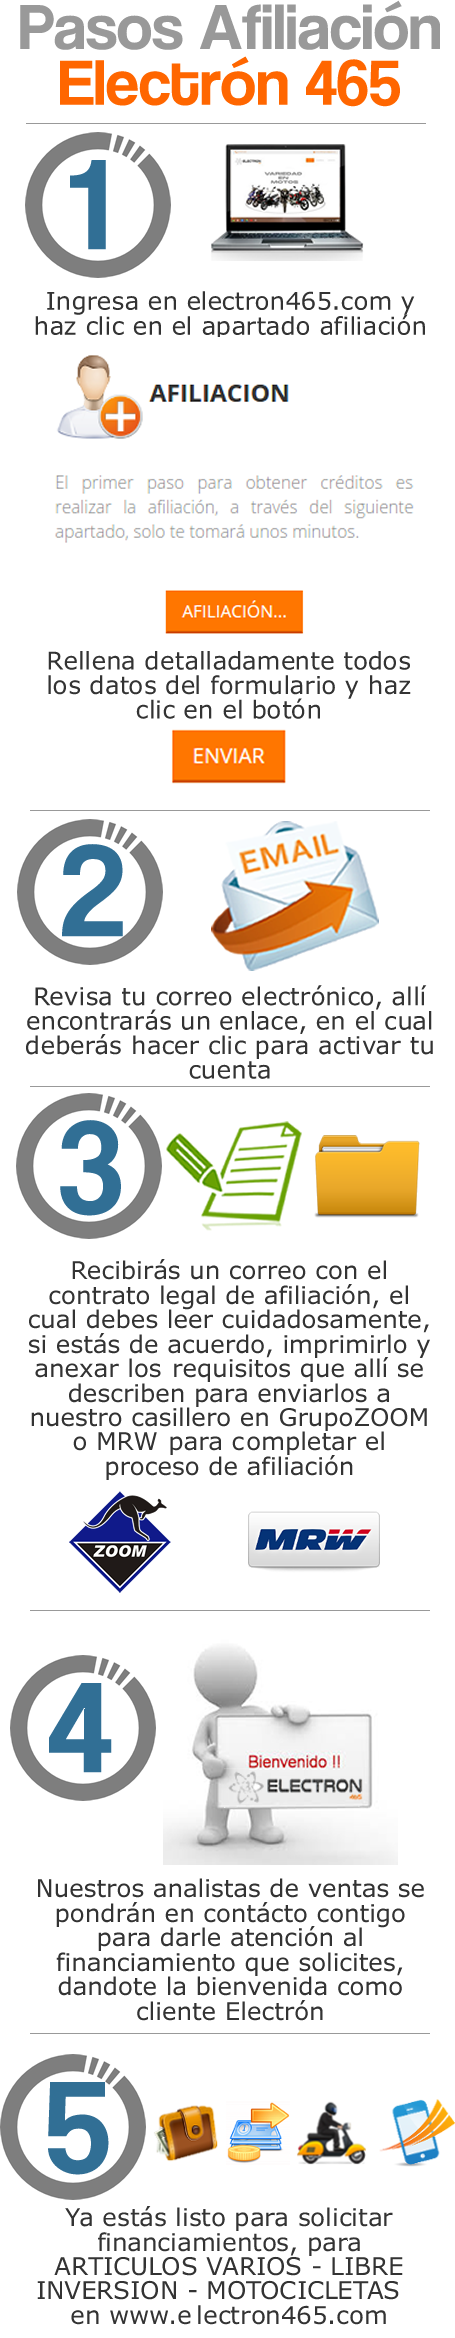 Pasos Afiliación
Electrón 465
1
ELECTRON
VARIEDAD
EN
MOTOS
Ingresa en electron465.com y
haz clic en el apartado afiliación
AFILIACION
El primer paso para obtener créditos es
realizar la afiliación, a través del siguiente
apartado, solo te tomará unos minutos.
AFILIACIÓN...
Rellena detalladamente todos
los datos del formulario y haz
clic en el botón
ENVIAR
2
EMAIL
Revisa tu correo electrónico, allí
encontrarás un enlace, en el cual
deberás hacer clic para activar tu
cuenta
3
Recibirás un correo con el
contrato legal de afiliación, el
cual debes leer cuidadosamente,
si estás de acuerdo, imprimirlo y
anexar los requisitos que allí se
describen para enviarlos a
nuestro casillero en GrupoZOOM
o MRW para completar el
proceso de afiliación
ZOOM
MRW
4
Bienvenido !!
ELECTRON
465
Nuestros analistas de ventas se
pondrán en contácto contigo
para darle atención al
financiamiento que solicites,
dandote la bienvenida como
cliente Electrón
5
Ya estás listo para solicitar
financiamientos, para
ARTICULOS VARIOS - LIBRE
INVERSION - MOTOCICLETAS
en www.electron465.com